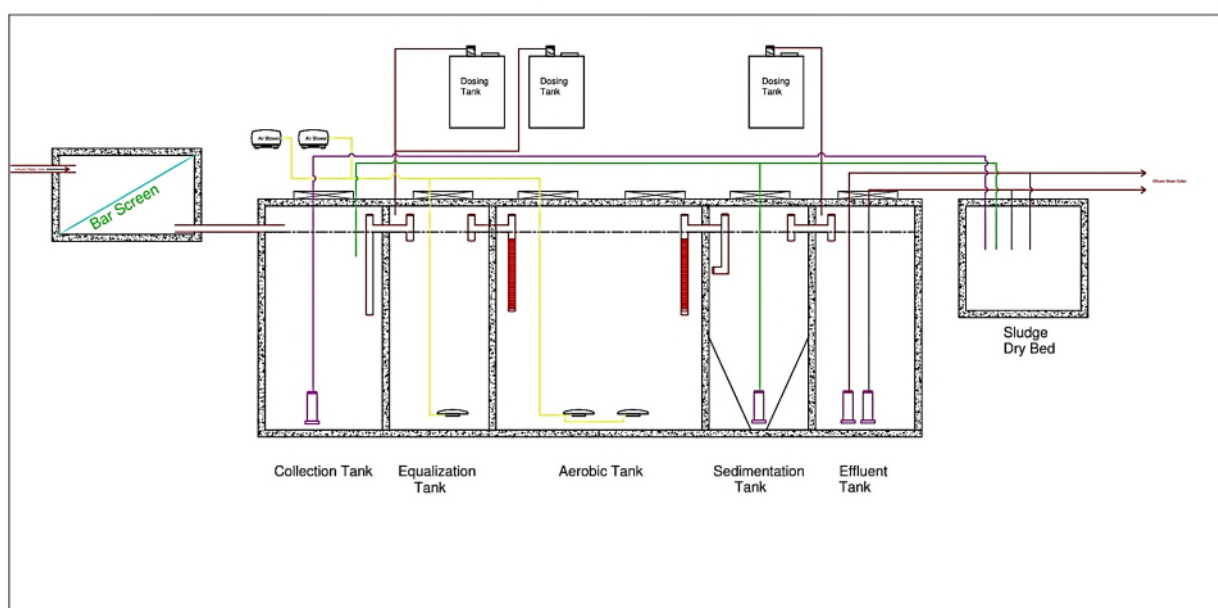 Dosing
Tank
Dosing
Tank
Dosing
Tank
Air Blower
Air Blower
Bar Screen
Sludge
Dry Bed
Collection Tank
Equalization
Tank
Aerobic Tank
Sedimentation
Tank
Effluent
Tank